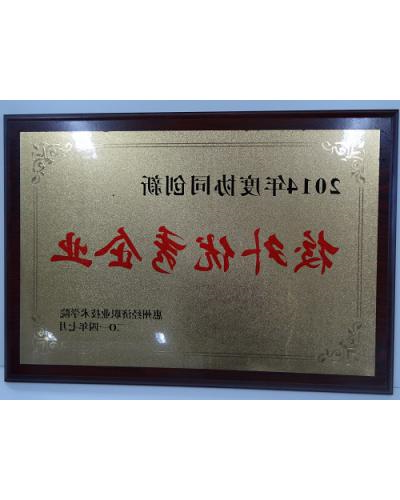 2014年度协同创新
校外优秀企业
惠州经济职业技术学院
二〇一四年七月